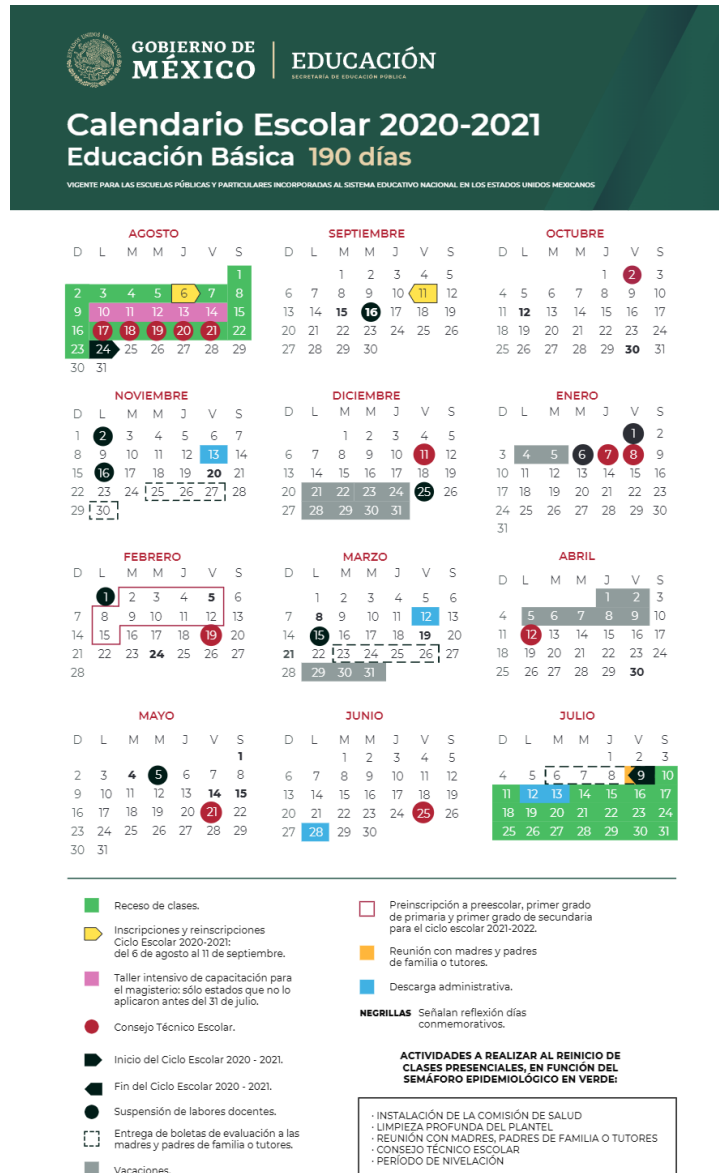 GOBIERNO DE
MÉXICO
EDUCACIÓN
SECRETARÍA DE EDUCACIÓN PÚBLICA
Calendario Escolar 2020-2021
Educación Básica 190 días
VIGENTE PARA LAS ESCUELAS PÚBLICAS Y PARTICULARES INCORPORADAS AL SISTEMA EDUCATIVO NACIONAL EN LOS ESTADOS UNIDOS MEXICANOS
AGOSTO
D L M M J V S
1
2 3 4 5 6 7 8
9 10 11 12 13 14 15
16 17 18 19 20 21 22
23 24 25 26 27 28 29
30 31
SEPTIEMBRE
D L M M J V S
1 2 3 4 5
6 7 8 9 10 11 12
13 14 15 16 17 18 19
20 21 22 23 24 25 26
27 28 29 30
OCTUBRE
D L M M J V S
1 2 3
4 5 6 7 8 9 10
11 12 13 14 15 16 17
18 19 20 21 22 23 24
25 26 27 28 29 30 31
NOVIEMBRE
D L M M J V S
1 2 3 4 5 6 7
8 9 10 11 12 13 14
15 16 17 18 19 20 21
22 23 24 25 26 27 28
29 30
DICIEMBRE
D L M M J V S
1 2 3 4 5
6 7 8 9 10 11 12
13 14 15 16 17 18 19
20 21 22 23 24 25 26
27 28 29 30 31
ENERO
D L M M J V S
1 2
3 4 5 6 7 8 9
10 11 12 13 14 15 16
17 18 19 20 21 22 23
24 25 26 27 28 29 30
31
FEBRERO
D L M M J V S
1 2 3 4 5 6
7 8 9 10 11 12 13
14 15 16 17 18 19 20
21 22 23 24 25 26 27
28
MARZO
D L M M J V S
1 2 3 4 5 6
7 8 9 10 11 12 13
14 15 16 17 18 19 20
21 22 23 24 25 26 27
28 29 30 31
ABRIL
D L M M J V S
1 2 3
4 5 6 7 8 9 10
11 12 13 14 15 16 17
18 19 20 21 22 23 24
25 26 27 28 29 30
MAYO
D L M M J V S
1
2 3 4 5 6 7 8
9 10 11 12 13 14 15
16 17 18 19 20 21 22
23 24 25 26 27 28 29
30 31
JUNIO
D L M M J V S
1 2 3 4 5
6 7 8 9 10 11 12
13 14 15 16 17 18 19
20 21 22 23 24 25 26
27 28 29 30
JULIO
D L M M J V S
1 2 3
4 5 6 7 8 9 10
11 12 13 14 15 16 17
18 19 20 21 22 23 24
25 26 27 28 29 30 31
Receso de clases.
Inscripciones y reinscripciones
Ciclo Escolar 2020-2021:
del 6 de agosto al 11 de septiembre.
Taller intensivo de capacitación para
el magisterio: sólo estados que no lo
aplicaron antes del 31 de julio.
Consejo Técnico Escolar.
Inicio del Ciclo Escolar 2020 - 2021.
Fin del Ciclo Escolar 2020 - 2021.
Suspensión de labores docentes.
Entrega de boletas de evaluación a las
madres y padres de familia o tutores.
Vacaciones.
Preinscripción a preescolar, primer grado
de primaria y primer grado de secundaria
para el ciclo escolar 2021-2022.
Reunión con madres y padres
de familia o tutores.
Descarga administrativa.
NEGRILLAS Señalan reflexión días
conmemorativos.
ACTIVIDADES A REALIZAR AL REINICIO DE
CLASES PRESENCIALES, EN FUNCIÓN DEL
SEMÁFORO EPIDEMIOLÓGICO EN VERDE:
· INSTALACIÓN DE LA COMISIÓN DE SALUD
· LIMPIEZA PROFUNDA DEL PLANTEL
· REUNIÓN CON MADRES, PADRES DE FAMILIA O TUTORES
· CONSEJO TÉCNICO ESCOLAR
· PERÍODO DE NIVELACIÓN